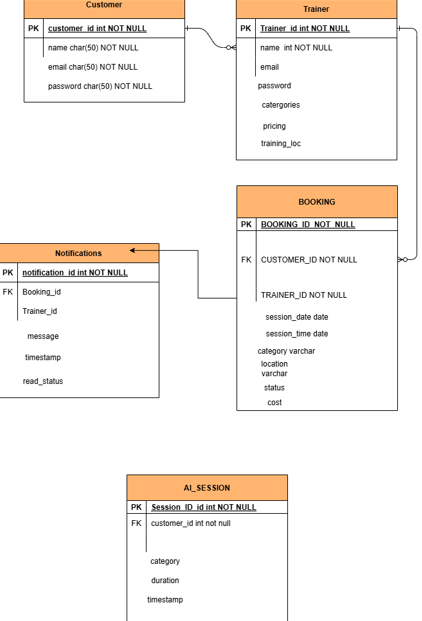 Customer
PK customer_id int NOT NULL
name char(50) NOT NULL
email char(50) NOT NULL
password char(50) NOT NULL
Trainer
PK Trainer_id int NOT NULL
name int NOT NULL
email
password
catergories
pricing
training_loc
BOOKING
PK BOOKING_ID NOT NULL
FK CUSTOMER_ID NOT NULL
TRAINER_ID NOT NULL
session_date date
session_time date
category varchar
location
varchar
status
cost
Notifications
PK notification_id int NOT NULL
FK Booking_id
Trainer_id
message
timestamp
read_status
AI_SESSION
PK Session_ID_id int NOT NULL
FK customer_id int not null
category
duration
timestamp